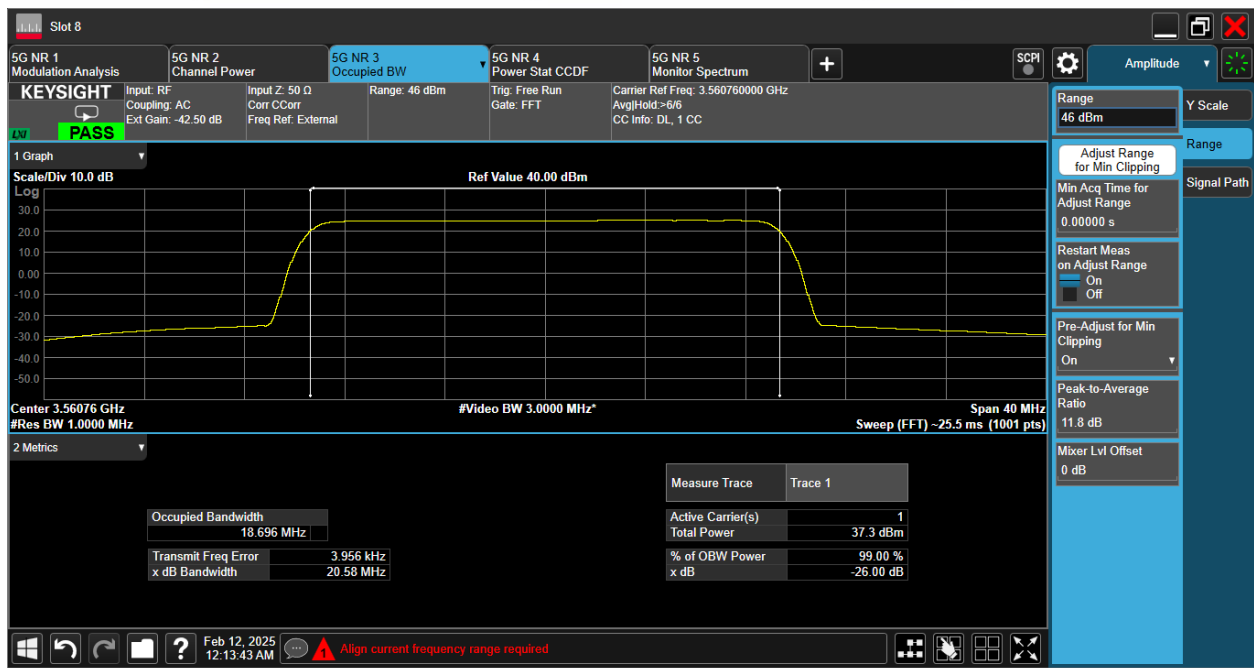 Slot 8
5G NR 1
Modulation Analysis
5G NR 2
Channel Power
5G NR 3
Occupied BW
5G NR 4
Power Stat CCDF
5G NR 5
Monitor Spectrum
SCPI
Amplitude
KEYSIGHT
LXI
PASS
Input: RF
Coupling: AC
Ext Gain: -42.50 dB
Input Z: 50 Ω
Corr CCorr
Freq Ref: External
Range: 46 dBm
Trig: Free Run
Gate: FFT
Carrier Ref Freq: 3.560760000 GHz
Avg|Hold:>6/6
CC Info: DL, 1 CC
1 Graph
Scale/Div 10.0 dB
Ref Value 40.00 dBm
Log
30.0
20.0
10.0
0.00
-10.0
-20.0
-30.0
-40.0
-50.0
Center 3.56076 GHz
#Video BW 3.0000 MHz*
Span 40 MHz
#Res BW 1.0000 MHz
Sweep (FFT) ~25.5 ms (1001 pts)
2 Metrics
Measure Trace Trace 1
Occupied Bandwidth
18.696 MHz
Active Carrier(s) 1
Total Power 37.3 dBm
Transmit Freq Error 3.956 kHz
x dB Bandwidth 20.58 MHz
% of OBW Power 99.00 %
x dB -26.00 dB
Range
46 dBm
Adjust Range
for Min Clipping
Min Acq Time for
Adjust Range
0.00000 s
Restart Meas
on Adjust Range
On
Off
Pre-Adjust for Min
Clipping
On
Peak-to-Average
Ratio
11.8 dB
Mixer Lvl Offset
0 dB
Y Scale
Range
Signal Path
?
Feb 12, 2025
12:13:43 AM
1
Align current frequency range required